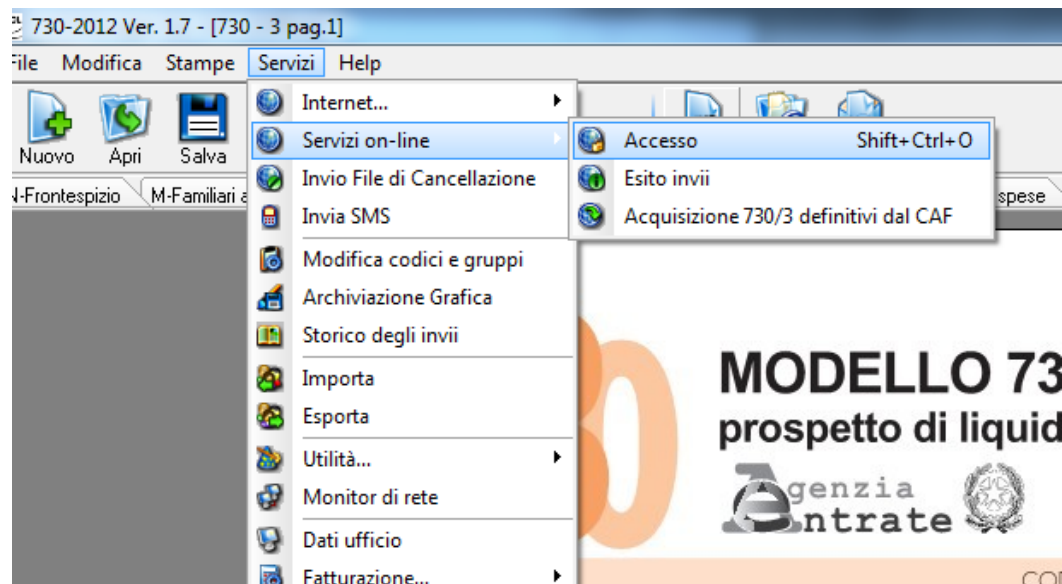 730-2012 Ver. 1.7 - [730 - 3 pag.1]
File Modifica Stampe Servizi Help
Nuovo Apri Salva
N-Frontespizio M-Familiari a
spese
Internet...
Servizi on-line
Invio File di Cancellazione
Invia SMS
Modifica codici e gruppi
Archiviazione Grafica
Storico degli invii
Importa
Esporta
Utilità...
Monitor di rete
Dati ufficio
Fatturazione...
Accesso Shift+Ctrl+O
Esito invii
Acquisizione 730/3 definitivi dal CAF
MODELLO 73
prospetto di liquid
Agenzia
Entrate